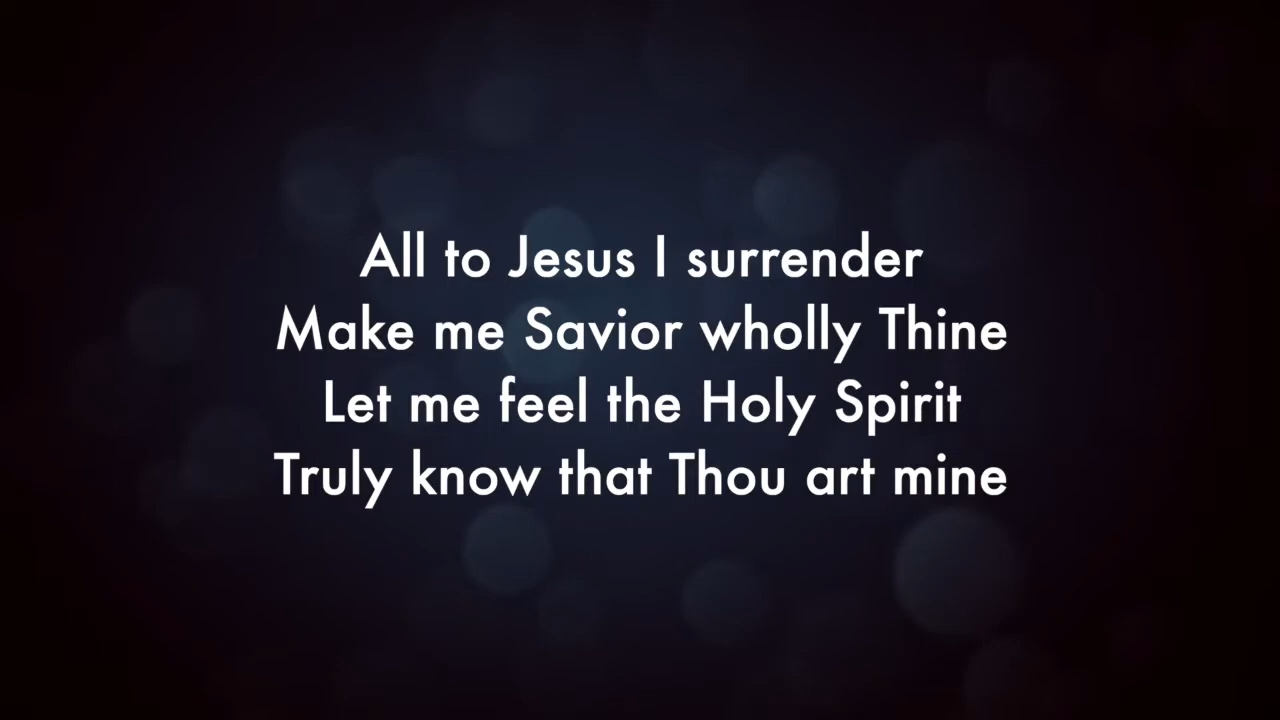 All to Jesus I surrender
Make me Savior wholly Thine
Let me feel the Holy Spirit
Truly know that Thou art mine